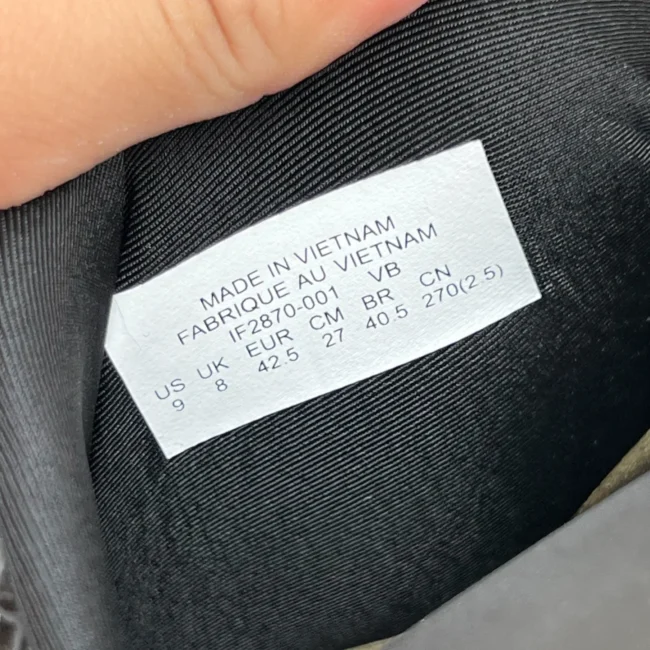 MADE IN VIETNAM
FABRIQUE AU VIETNAM
IF2870-001 VB
US UK EUR CM BR CN
9 8 42.5 27 40.5 270(2.5)